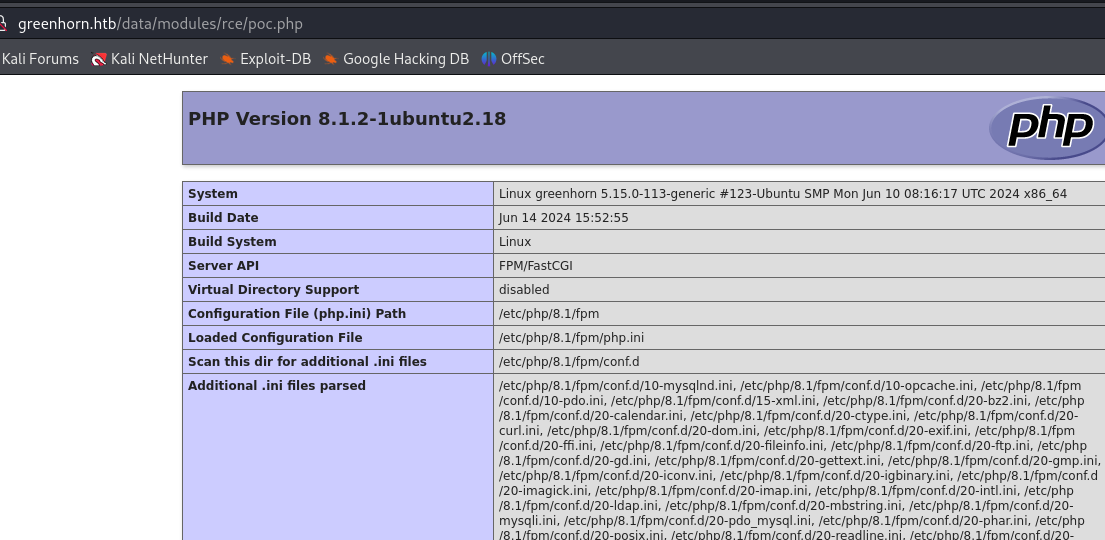 greenhorn.htb/data/modules/rce/poc.php
Kali Forums Kali NetHunter Exploit-DB Google Hacking DB OffSec
PHP Version 8.1.2-1ubuntu2.18
php
System Linux greenhorn 5.15.0-113-generic #123-Ubuntu SMP Mon Jun 10 08:16:17 UTC 2024 x86_64
Build Date Jun 14 2024 15:52:55
Build System Linux
Server API FPM/FastCGI
Virtual Directory Support disabled
Configuration File (php.ini) Path /etc/php/8.1/fpm
Loaded Configuration File /etc/php/8.1/fpm/php.ini
Scan this dir for additional .ini files /etc/php/8.1/fpm/conf.d
Additional .ini files parsed /etc/php/8.1/fpm/conf.d/10-mysqlnd.ini, /etc/php/8.1/fpm/conf.d/10-opcache.ini, /etc/php/8.1/fpm
/conf.d/10-pdo.ini, /etc/php/8.1/fpm/conf.d/15-xml.ini, /etc/php/8.1/fpm/conf.d/20-bz2.ini, /etc/php
/8.1/fpm/conf.d/20-calendar.ini, /etc/php/8.1/fpm/conf.d/20-ctype.ini, /etc/php/8.1/fpm/conf.d/20-
curl.ini, /etc/php/8.1/fpm/conf.d/20-dom.ini, /etc/php/8.1/fpm/conf.d/20-exif.ini, /etc/php/8.1/fpm
/conf.d/20-ffi.ini, /etc/php/8.1/fpm/conf.d/20-fileinfo.ini, /etc/php/8.1/fpm/conf.d/20-ftp.ini, /etc/php
/8.1/fpm/conf.d/20-gd.ini, /etc/php/8.1/fpm/conf.d/20-gettext.ini, /etc/php/8.1/fpm/conf.d/20-gmp.ini,
/etc/php/8.1/fpm/conf.d/20-iconv.ini, /etc/php/8.1/fpm/conf.d/20-igbinary.ini, /etc/php/8.1/fpm/conf.d
/20-imagick.ini, /etc/php/8.1/fpm/conf.d/20-imap.ini, /etc/php/8.1/fpm/conf.d/20-intl.ini, /etc/php
/8.1/fpm/conf.d/20-ldap.ini, /etc/php/8.1/fpm/conf.d/20-mbstring.ini, /etc/php/8.1/fpm/conf.d/20-
mysqli.ini, /etc/php/8.1/fpm/conf.d/20-pdo_mysql.ini, /etc/php/8.1/fpm/conf.d/20-phar.ini, /etc/php
/8.1/fpm/conf.d/20-posix.ini, /etc/php/8.1/fpm/conf.d/20-readline.ini, /etc/php/8.1/fpm/conf.d/20-